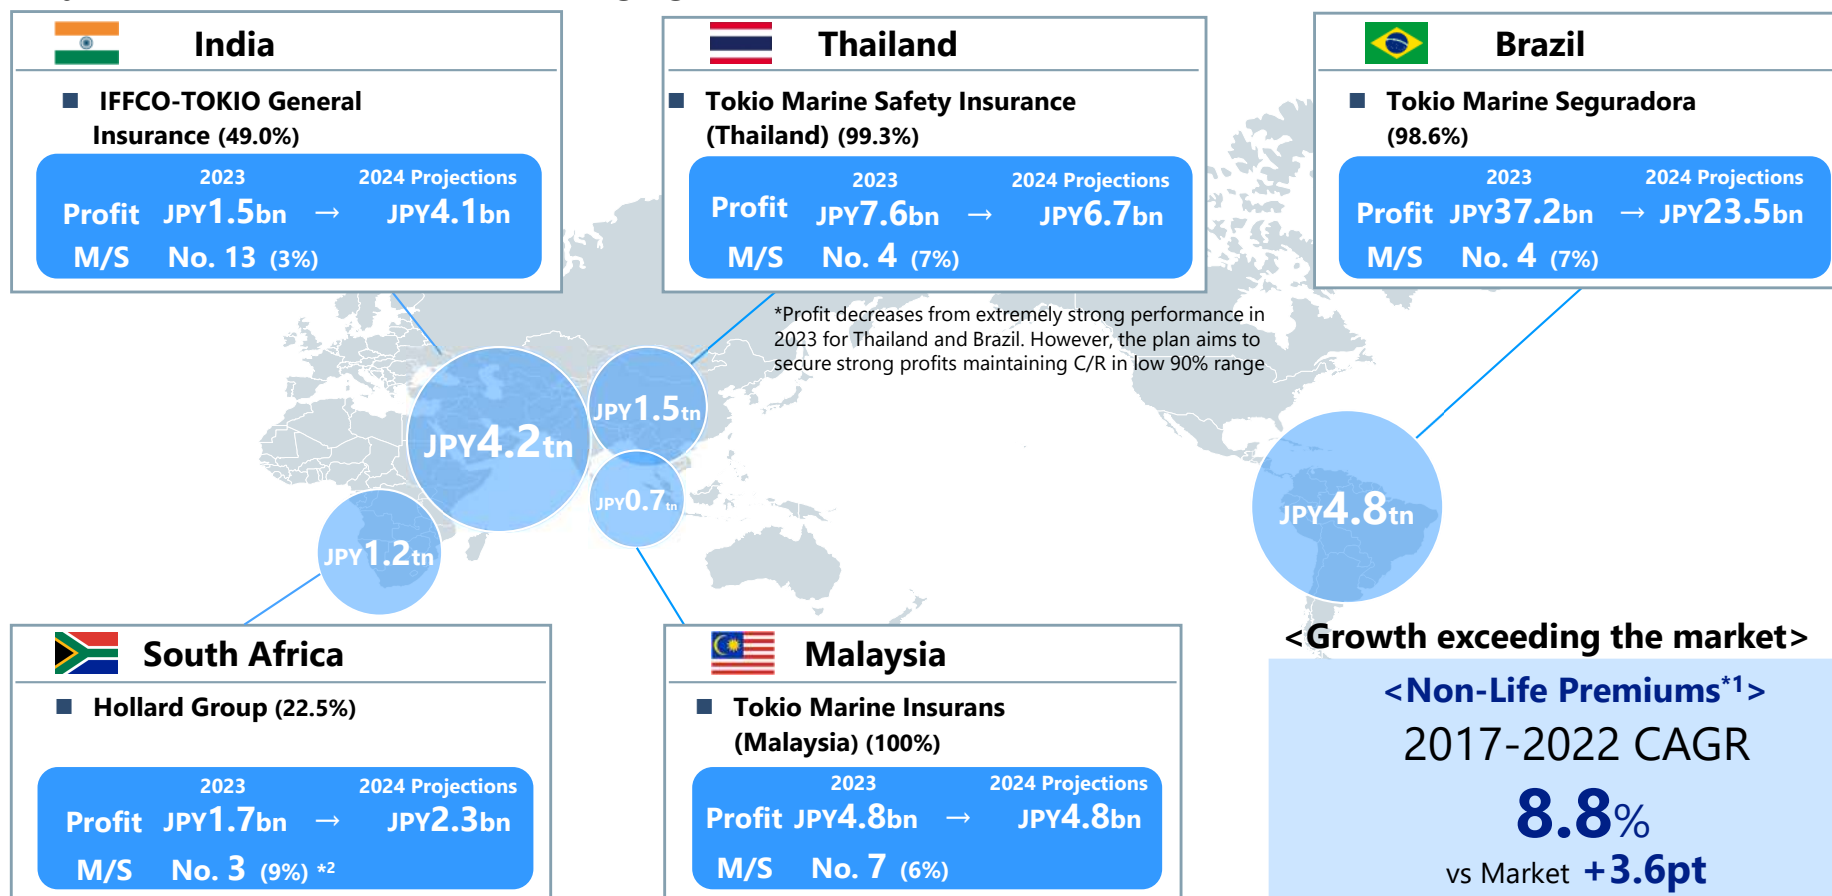 India
■ IFFCO-TOKIO General
Insurance (49.0%)
2023 2024 Projections
Profit JPY1.5bn → JPY4.1bn
M/S No. 13 (3%)
Thailand
■ Tokio Marine Safety Insurance
(Thailand) (99.3%)
2023 2024 Projections
Profit JPY7.6bn → JPY6.7bn
M/S No. 4 (7%)
Brazil
■ Tokio Marine Seguradora
(98.6%)
2023 2024 Projections
Profit JPY37.2bn → JPY23.5bn
M/S No. 4 (7%)
*Profit decreases from extremely strong performance in
2023 for Thailand and Brazil. However, the plan aims to
secure strong profits maintaining C/R in low 90% range
JPY4.2tn
JPY1.5tn
JPY0.7tn
JPY1.2tn
JPY4.8tn
South Africa
■ Hollard Group (22.5%)
2023 2024 Projections
Profit JPY1.7bn → JPY2.3bn
M/S No. 3 (9%) *2
Malaysia
■ Tokio Marine Insurans
(Malaysia) (100%)
2023 2024 Projections
Profit JPY4.8bn → JPY4.8bn
M/S No. 7 (6%)
<Growth exceeding the market>
<Non-Life Premiums*1>
2017-2022 CAGR
8.8%
vs Market +3.6pt